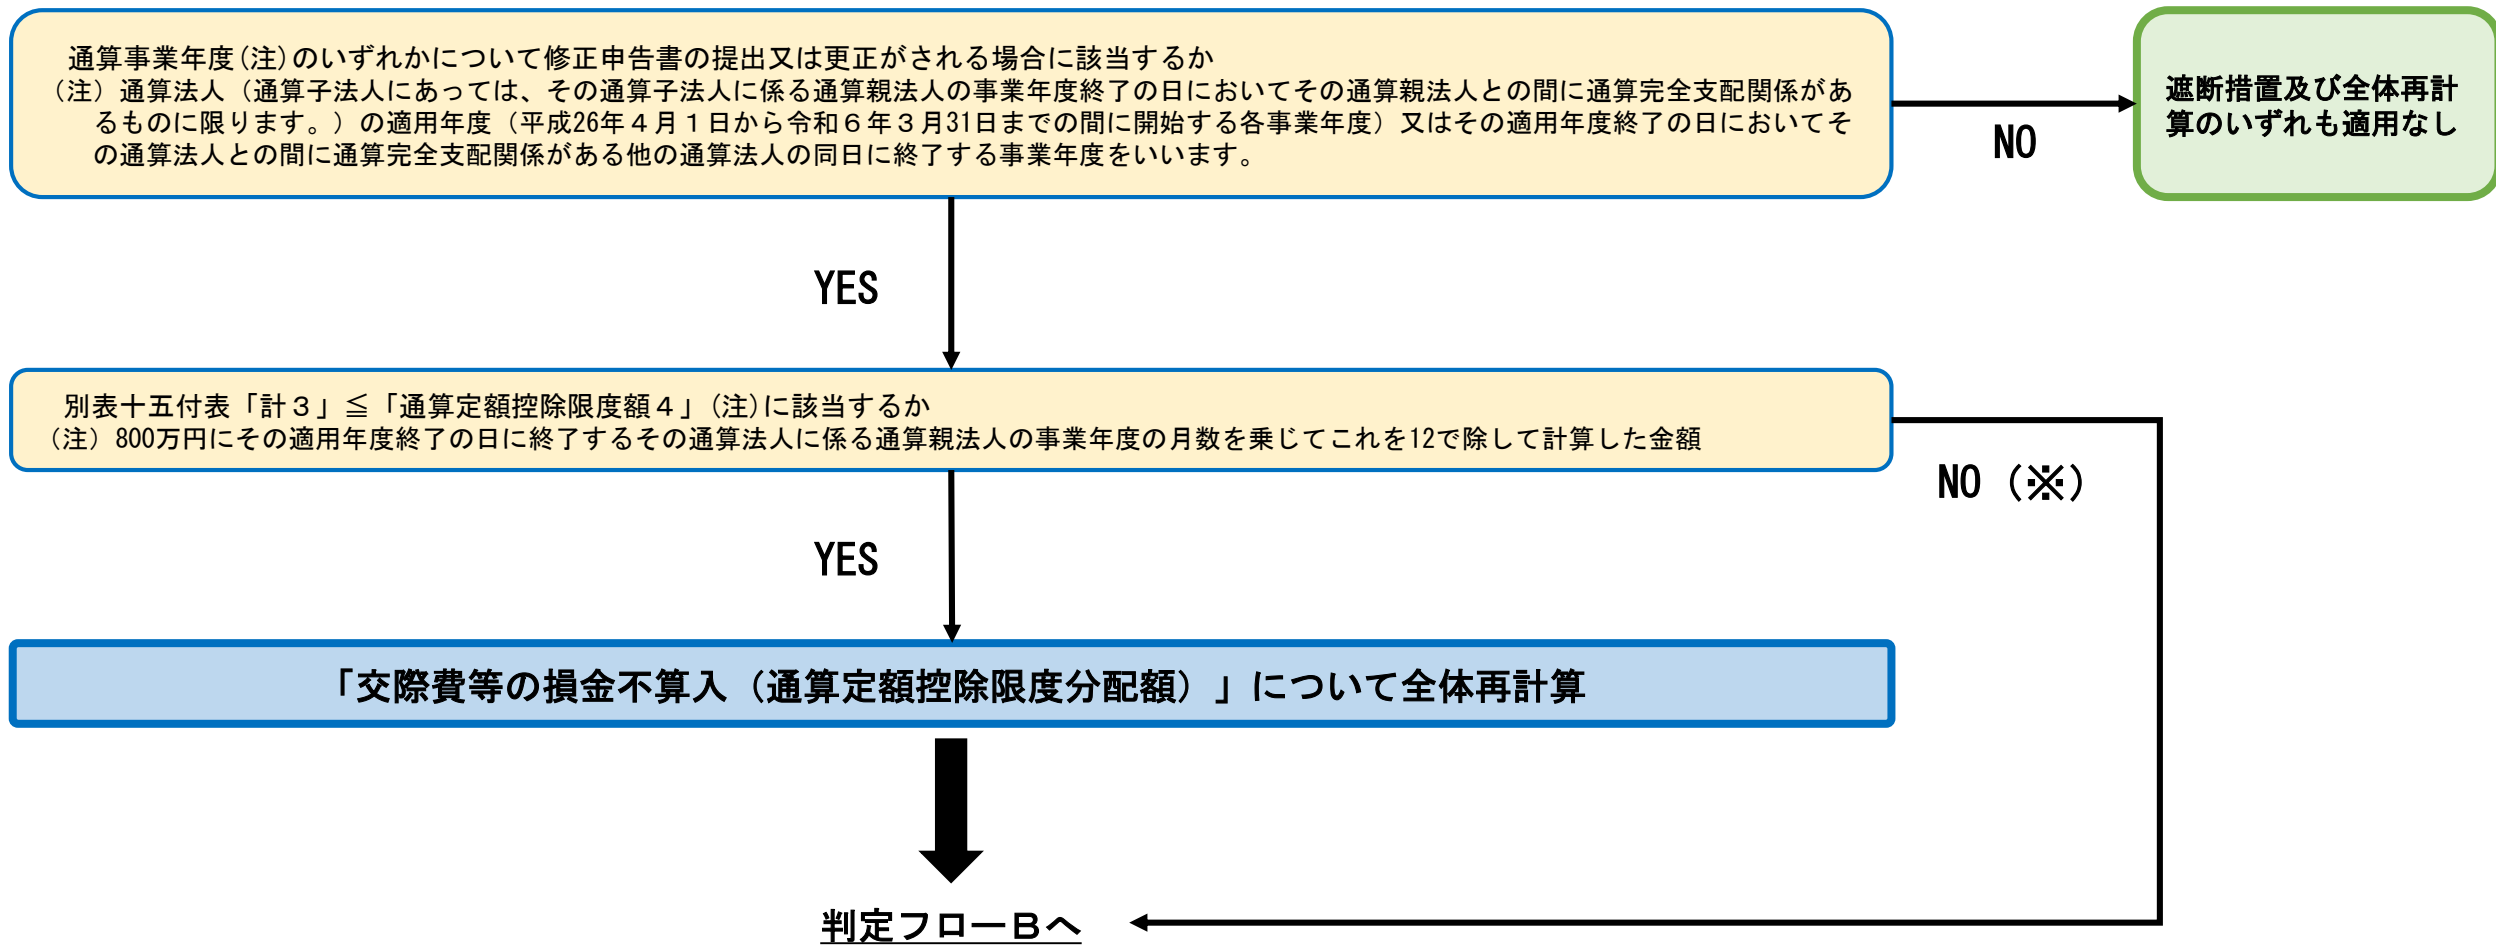 通算事業年度(注)のいずれかについて修正申告書の提出又は更正がされる場合に該当するか
（注）通算法人（通算子法人にあっては、その通算子法人に係る通算親法人の事業年度終了の日においてその通算親法人との間に通算完全支配関係があ
るものに限ります。）の適用年度（平成26年４月１日から令和６年３月31日までの間に開始する各事業年度）又はその適用年度終了の日においてそ
の通算法人との間に通算完全支配関係がある他の通算法人の同日に終了する事業年度をいいます。
遮断措置及び全体再計
算のいずれも適用なし
NO
YES
別表十五付表「計３」≦「通算定額控除限度額４」(注)に該当するか
（注）800万円にその適用年度終了の日に終了するその通算法人に係る通算親法人の事業年度の月数を乗じてこれを12で除して計算した金額
NO（※）
YES
「交際費等の損金不算入（通算定額控除限度分配額）」について全体再計算
判定フローBへ